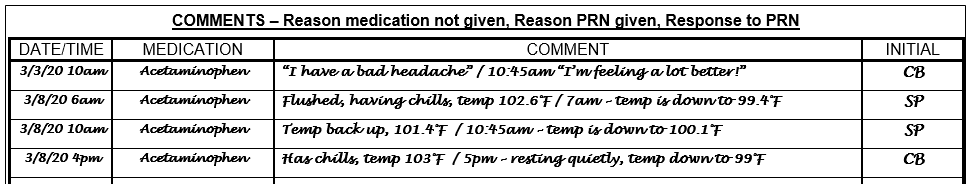 COMMENTS – Reason medication not given, Reason PRN given, Response to PRN
DATE/TIME MEDICATION COMMENT INITIAL
3/3/20 10am Acetaminophen “I have a bad headache” / 10:45am “I’m feeling a lot better!” CB
3/8/20 6am Acetaminophen Flushed, having chills, temp 102.6°F / 7am - temp is down to 99.4°F SP
3/8/20 10am Acetaminophen Temp back up, 101.4°F / 10:45am - temp is down to 100.1°F SP
3/8/20 4pm Acetaminophen Has chills, temp 103°F / 5pm - resting quietly, temp down to 99°F CB